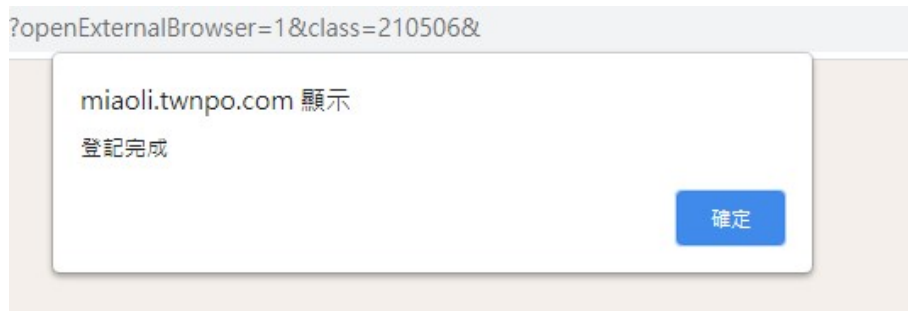 ?openExternalBrowser=1&class=210506&
miaoli.twnpo.com 顯示
登記完成
確定